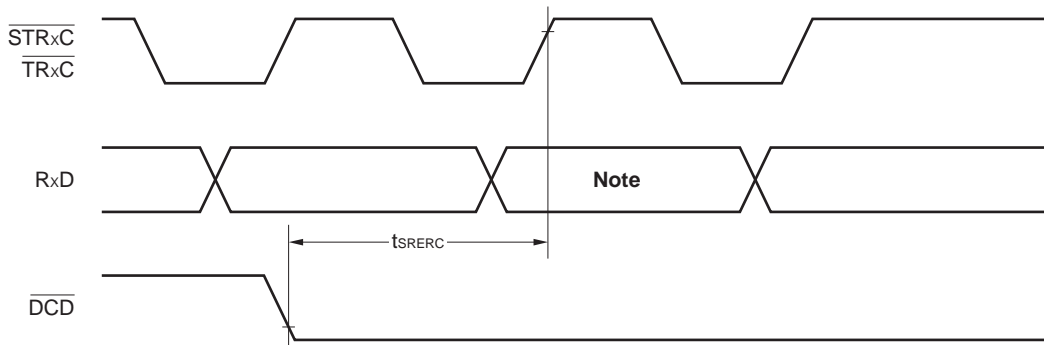 STRxC
TRxC
RxD
Note
tSRERC
DCD